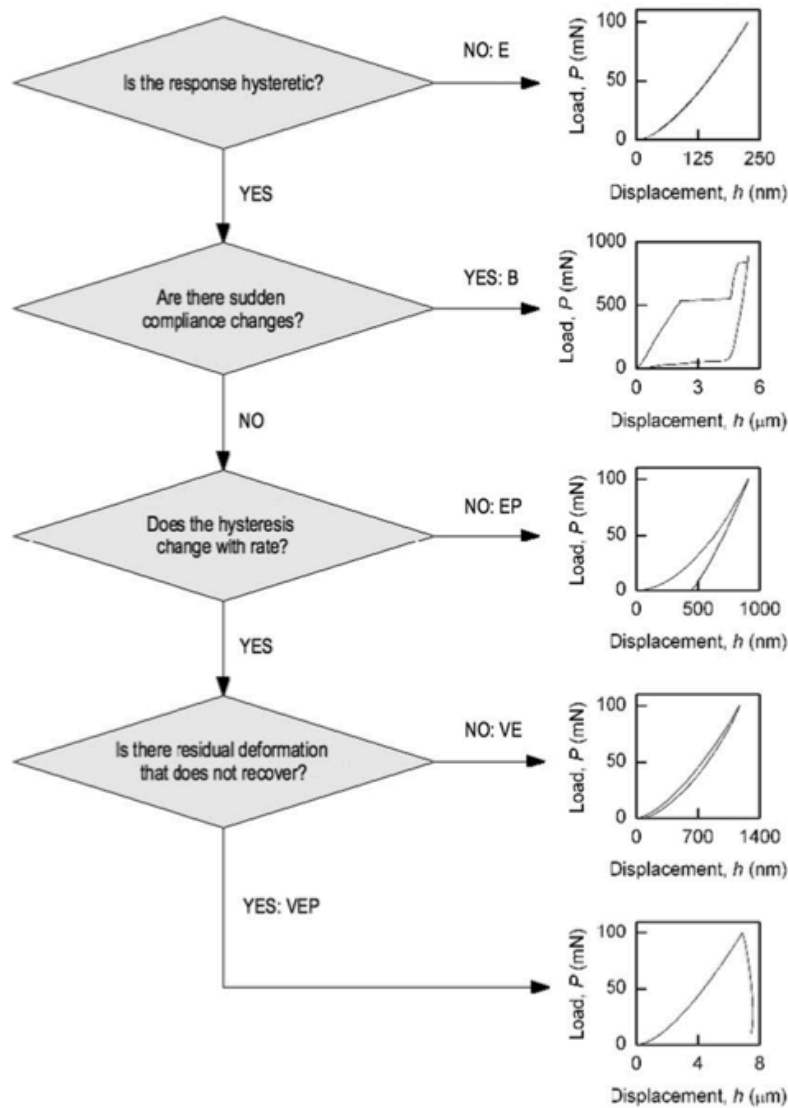 Is the response hysteretic?
NO: E
Load, P (mN)
100
50
0
0 125 250
Displacement, h (nm)
YES
Are there sudden
compliance changes?
YES: B
Load, P (mN)
1000
500
0
0 3 6
Displacement, h (μm)
NO
Does the hysteresis
change with rate?
NO: EP
Load, P (mN)
100
50
0
0 500 1000
Displacement, h (nm)
YES
Is there residual deformation
that does not recover?
NO: VE
Load, P (mN)
100
50
0
0 700 1400
Displacement, h (nm)
YES: VEP
Load, P (mN)
100
50
0
0 4 8
Displacement, h (μm)